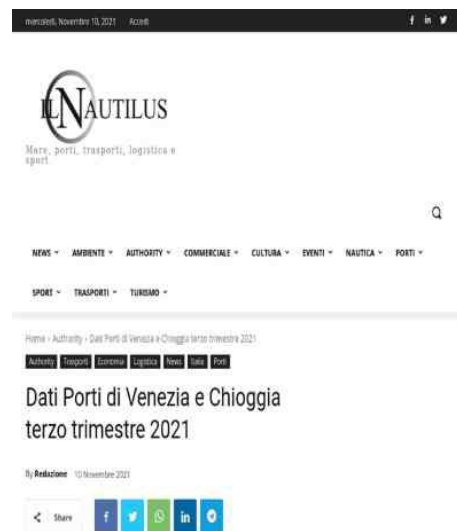 mercoledì, Novembre 10, 2021 Accedi
IL NAUTILUS
Mare, porti, trasporti, logistica e
sport
NEWS AMBIENTE AUTHORITY COMMERCIALE CULTURA EVENTI NAUTICA PORTI
SPORT TRASPORTI TURISMO
Home › Authority › Dati Porti di Venezia e Chioggia terzo trimestre 2021
Authority Trasporti Economia Logistica News Italia Porti
Dati Porti di Venezia e Chioggia
terzo trimestre 2021
By Redazione 10 Novembre 2021
Share